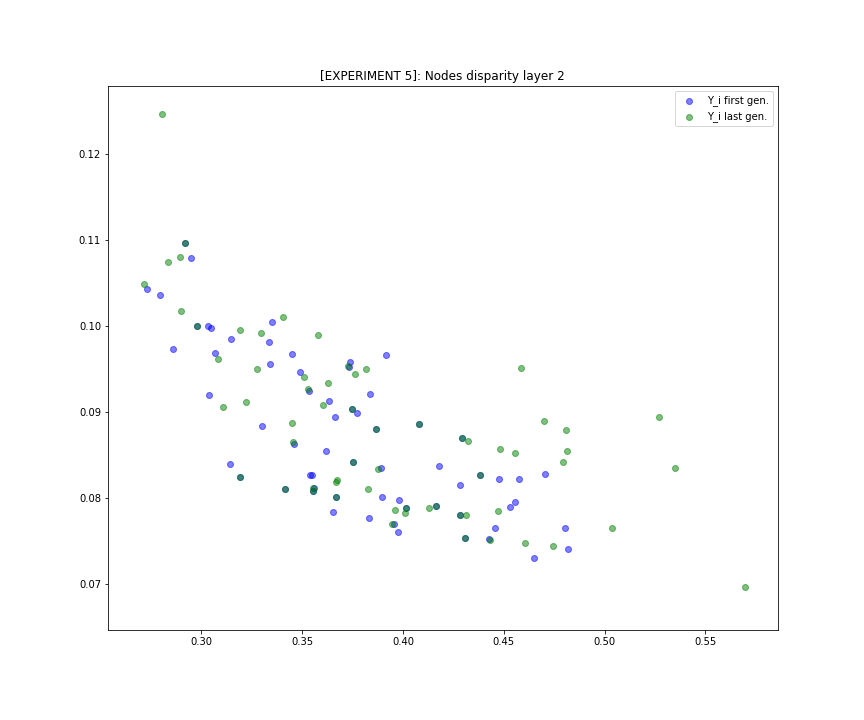 [EXPERIMENT 5]: Nodes disparity layer 2
Y_i first gen.
Y_i last gen.
0.12
0.11
0.10
0.09
0.08
0.07
0.30 0.35 0.40 0.45 0.50 0.55